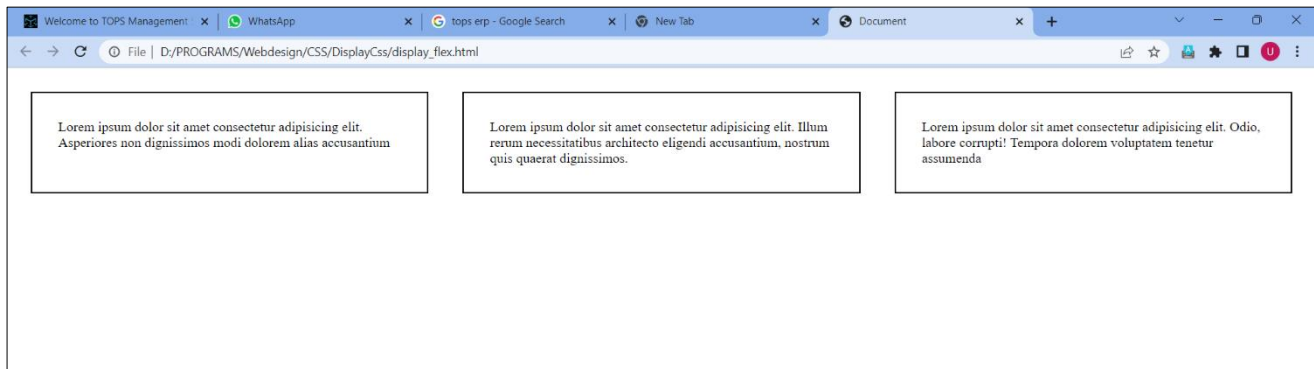 Welcome to TOPS Management
WhatsApp
tops erp - Google Search
New Tab
Document
File | D:/PROGRAMS/Webdesign/CSS/DisplayCss/display_flex.html
U
Lorem ipsum dolor sit amet consectetur adipisicing elit.
Asperiores non dignissimos modi dolorem alias accusantium
Lorem ipsum dolor sit amet consectetur adipisicing elit. Illum
rerum necessitatibus architecto eligendi accusantium, nostrum
quis quaerat dignissimos.
Lorem ipsum dolor sit amet consectetur adipisicing elit. Odio,
labore corrupti! Tempora dolorem voluptatem tenetur
assumenda